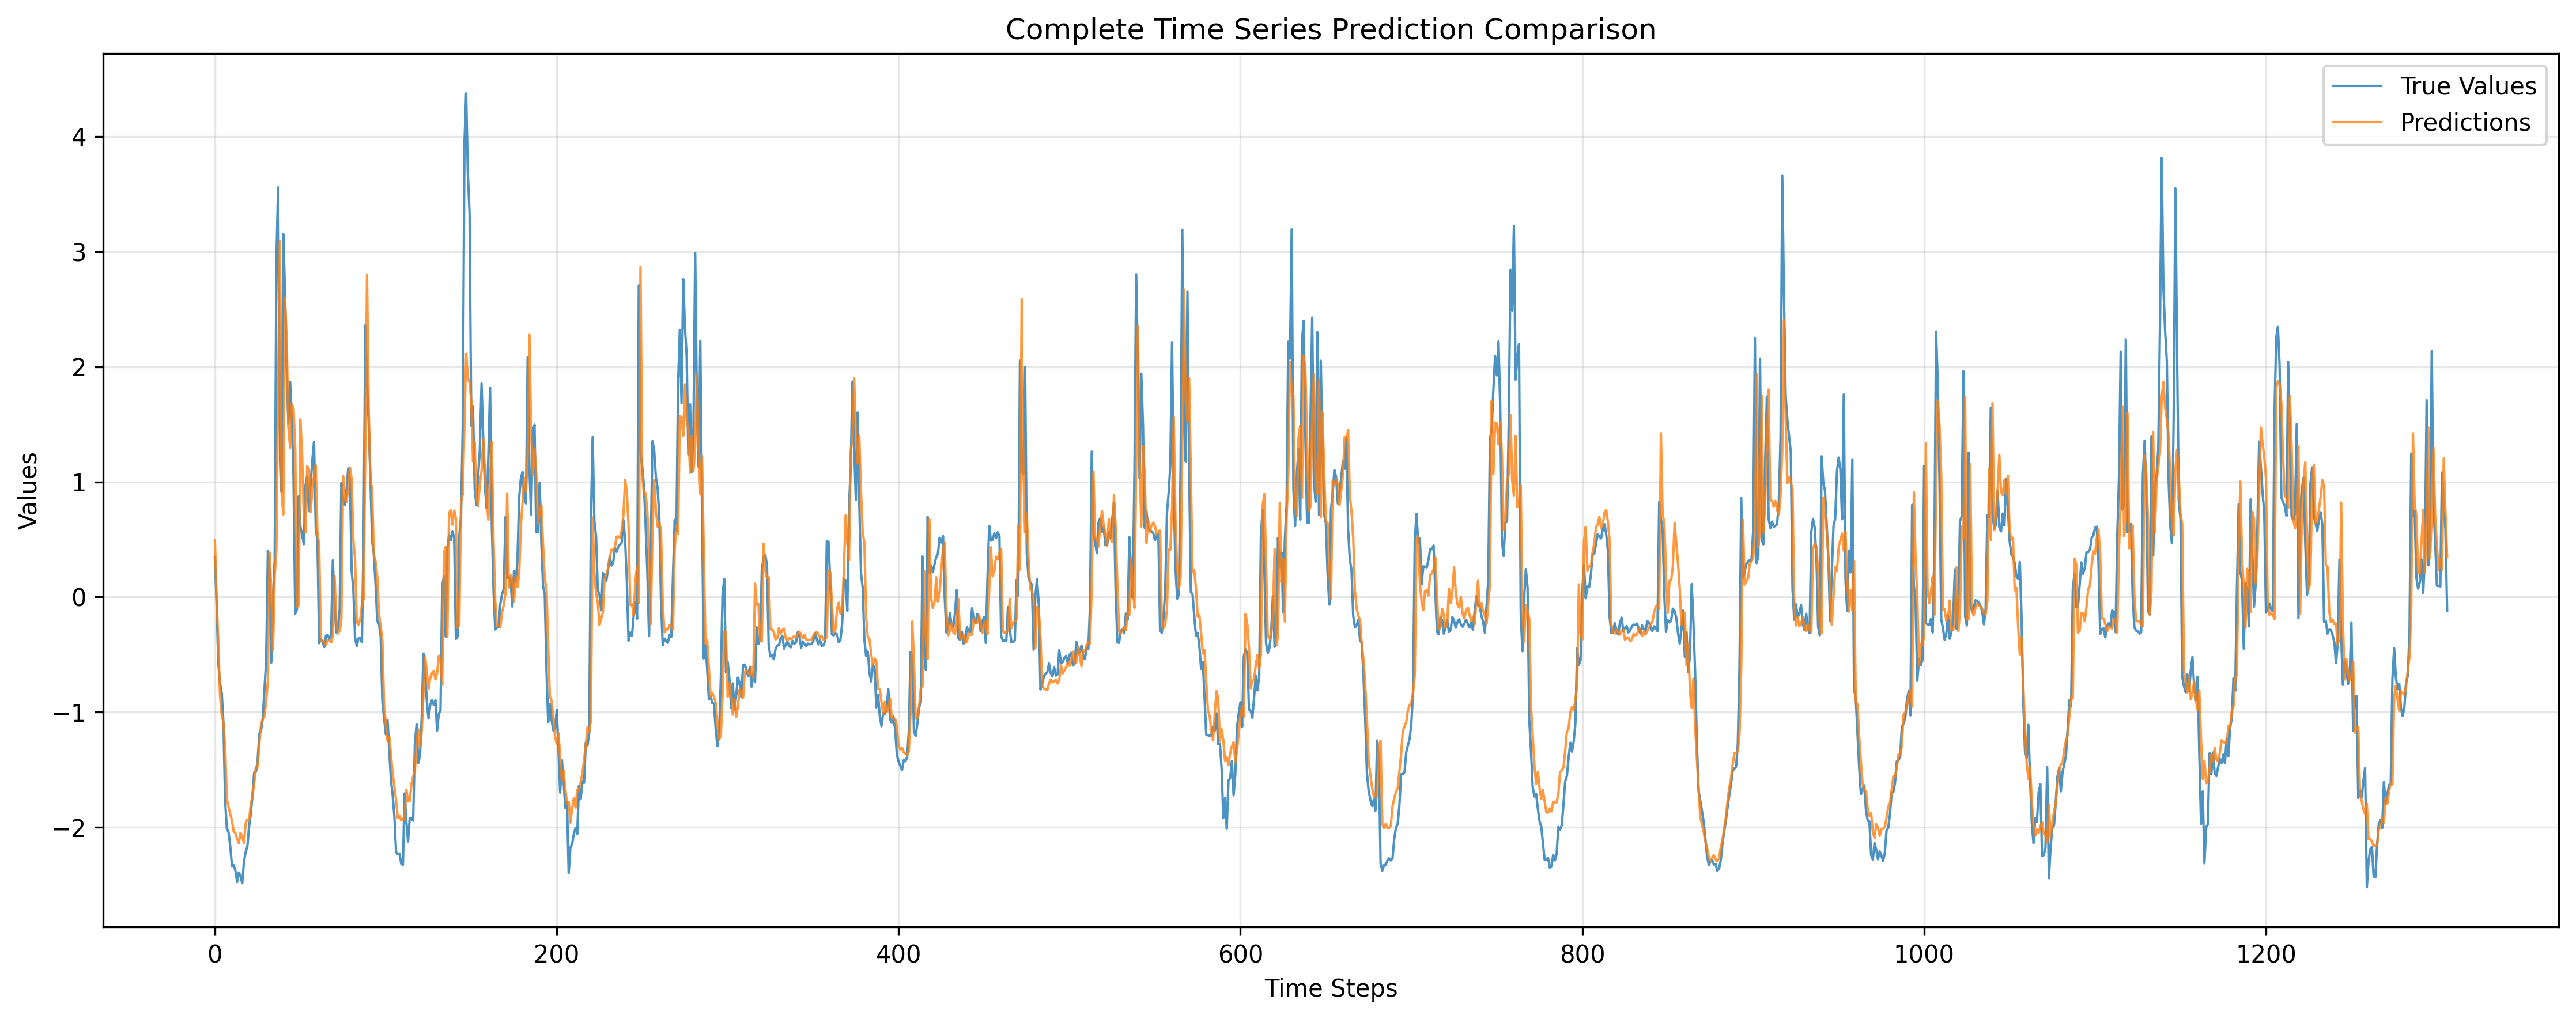 Complete Time Series Prediction Comparison
True Values
Predictions
Values
4
3
2
1
0
−1
−2
0 200 400 600 800 1000 1200
Time Steps